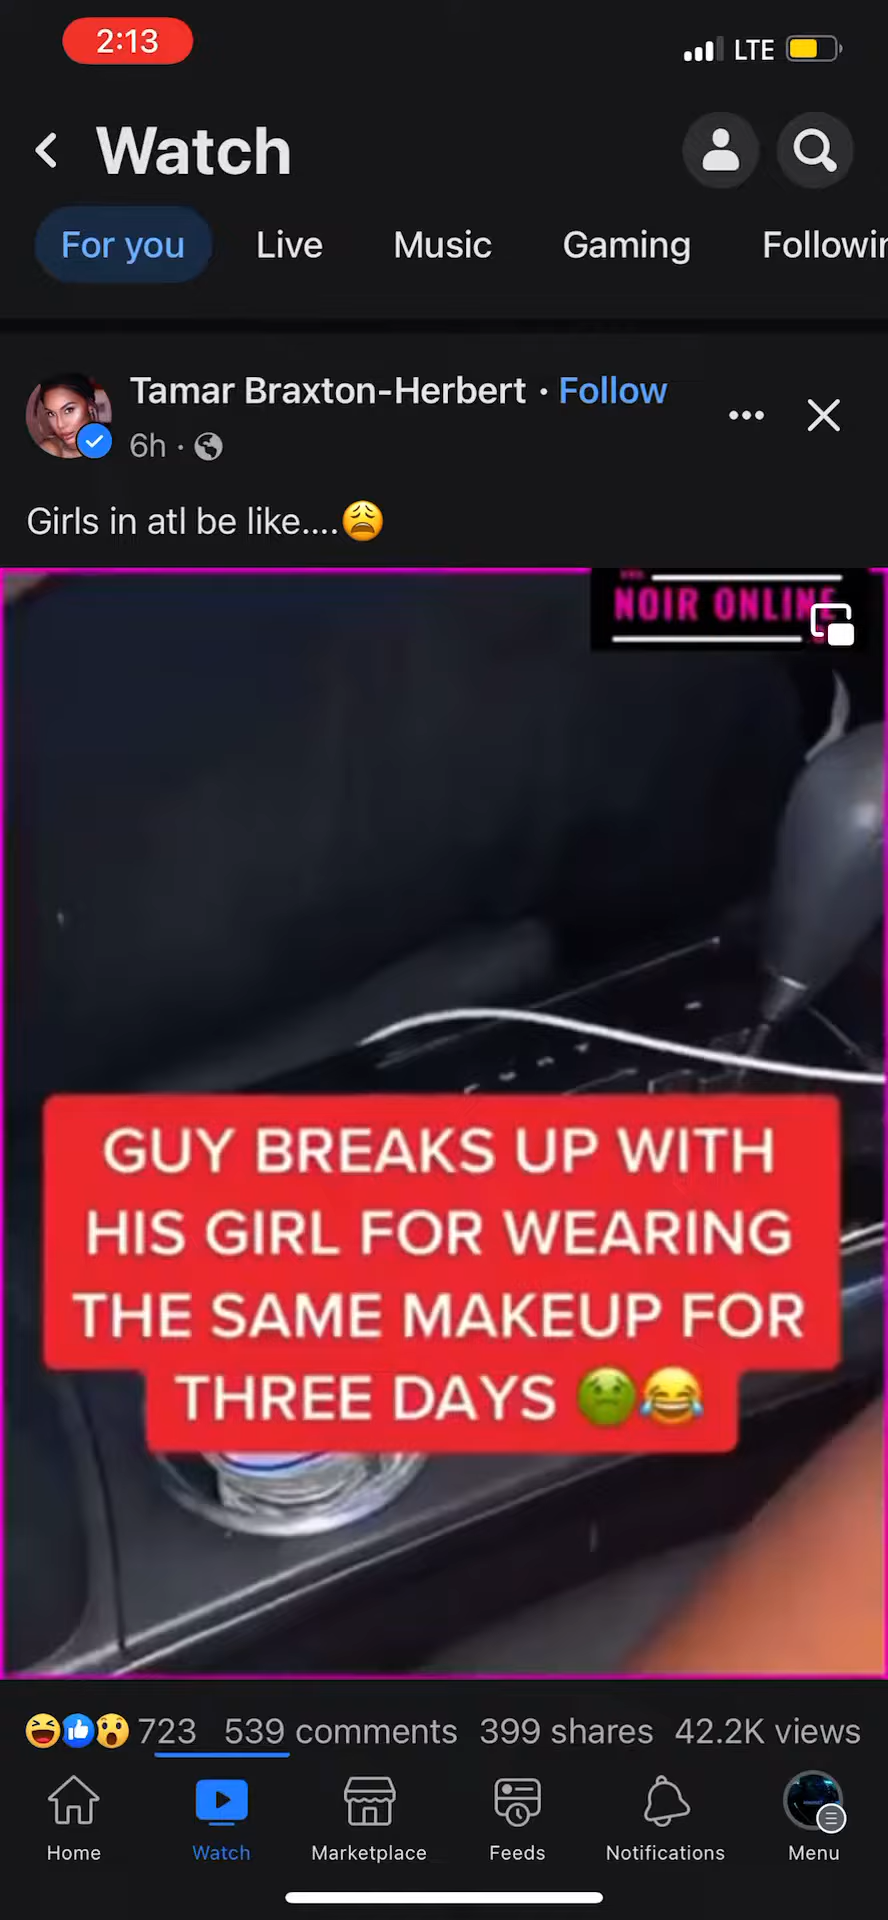 2:13
LTE
Watch
For you Live Music Gaming Followin
Tamar Braxton-Herbert · Follow
6h ·
Girls in atl be like....😩
NOIR ONLINE
GUY BREAKS UP WITH
HIS GIRL FOR WEARING
THE SAME MAKEUP FOR
THREE DAYS 🤢😂
723 539 comments 399 shares 42.2K views
Home Watch Marketplace Feeds Notifications Menu